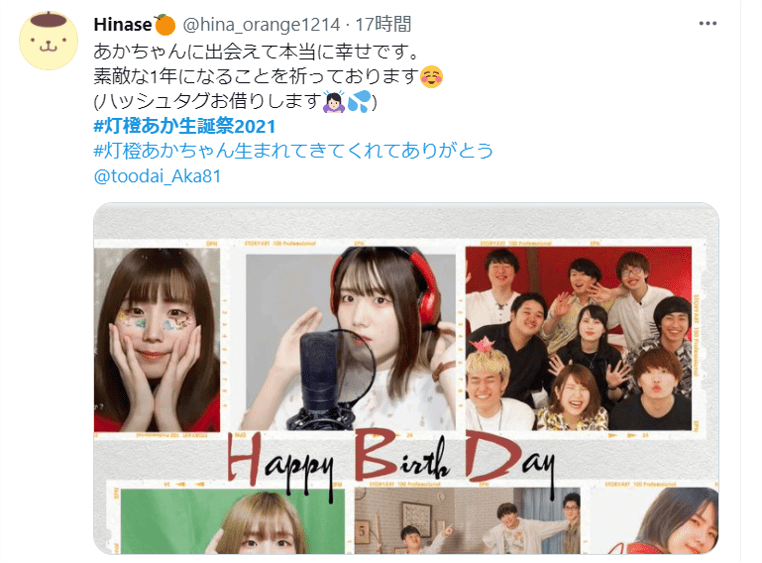 Hinase🍊 @hina_orange1214 · 17時間
あかちゃんに出会えて本当に幸せです。
素敵な1年になることを祈っております☺️
(ハッシュタグお借りします🙇🏻‍♀️💦)
#灯橙あか生誕祭2021
#灯橙あかちゃん生まれてきてくれてありがとう
@toodai_Aka81
Happy Birth Day